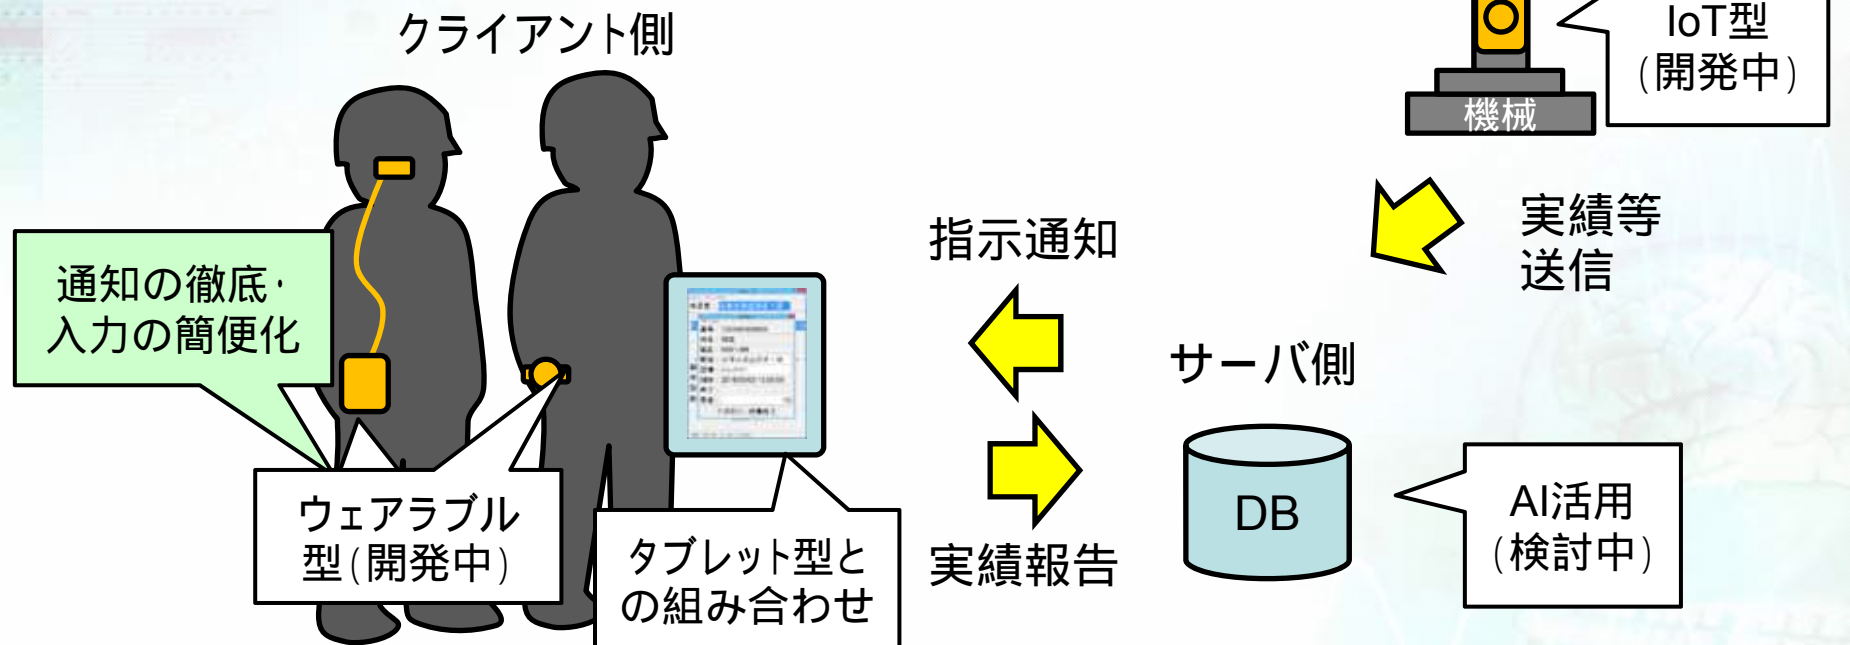 クライアント側
IoT型
(開発中)
機械
実績等
送信
指示通知
通知の徹底・
入力の簡便化
サーバ側
DB
AI活用
(検討中)
ウェアラブル
型(開発中)
タブレット型と
の組み合わせ
実績報告